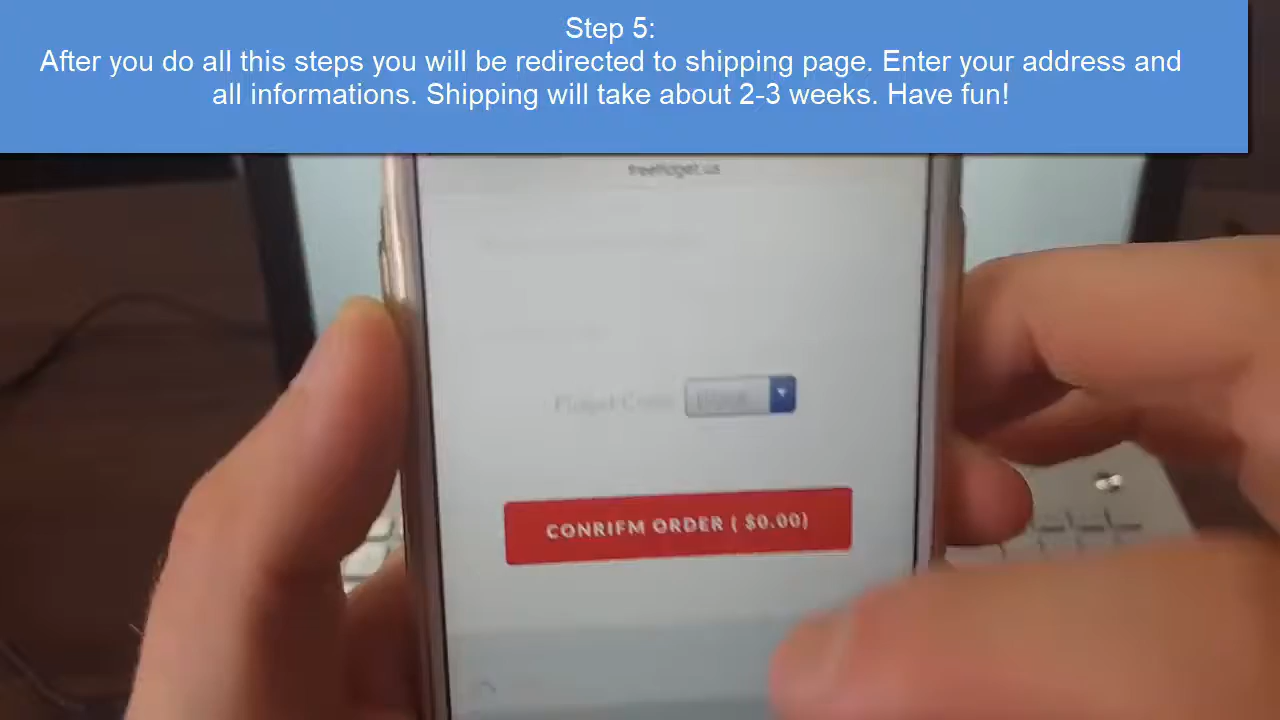 Step 5:
After you do all this steps you will be redirected to shipping page. Enter your address and
all informations. Shipping will take about 2-3 weeks. Have fun!
CONRIFM ORDER ( $0.00)